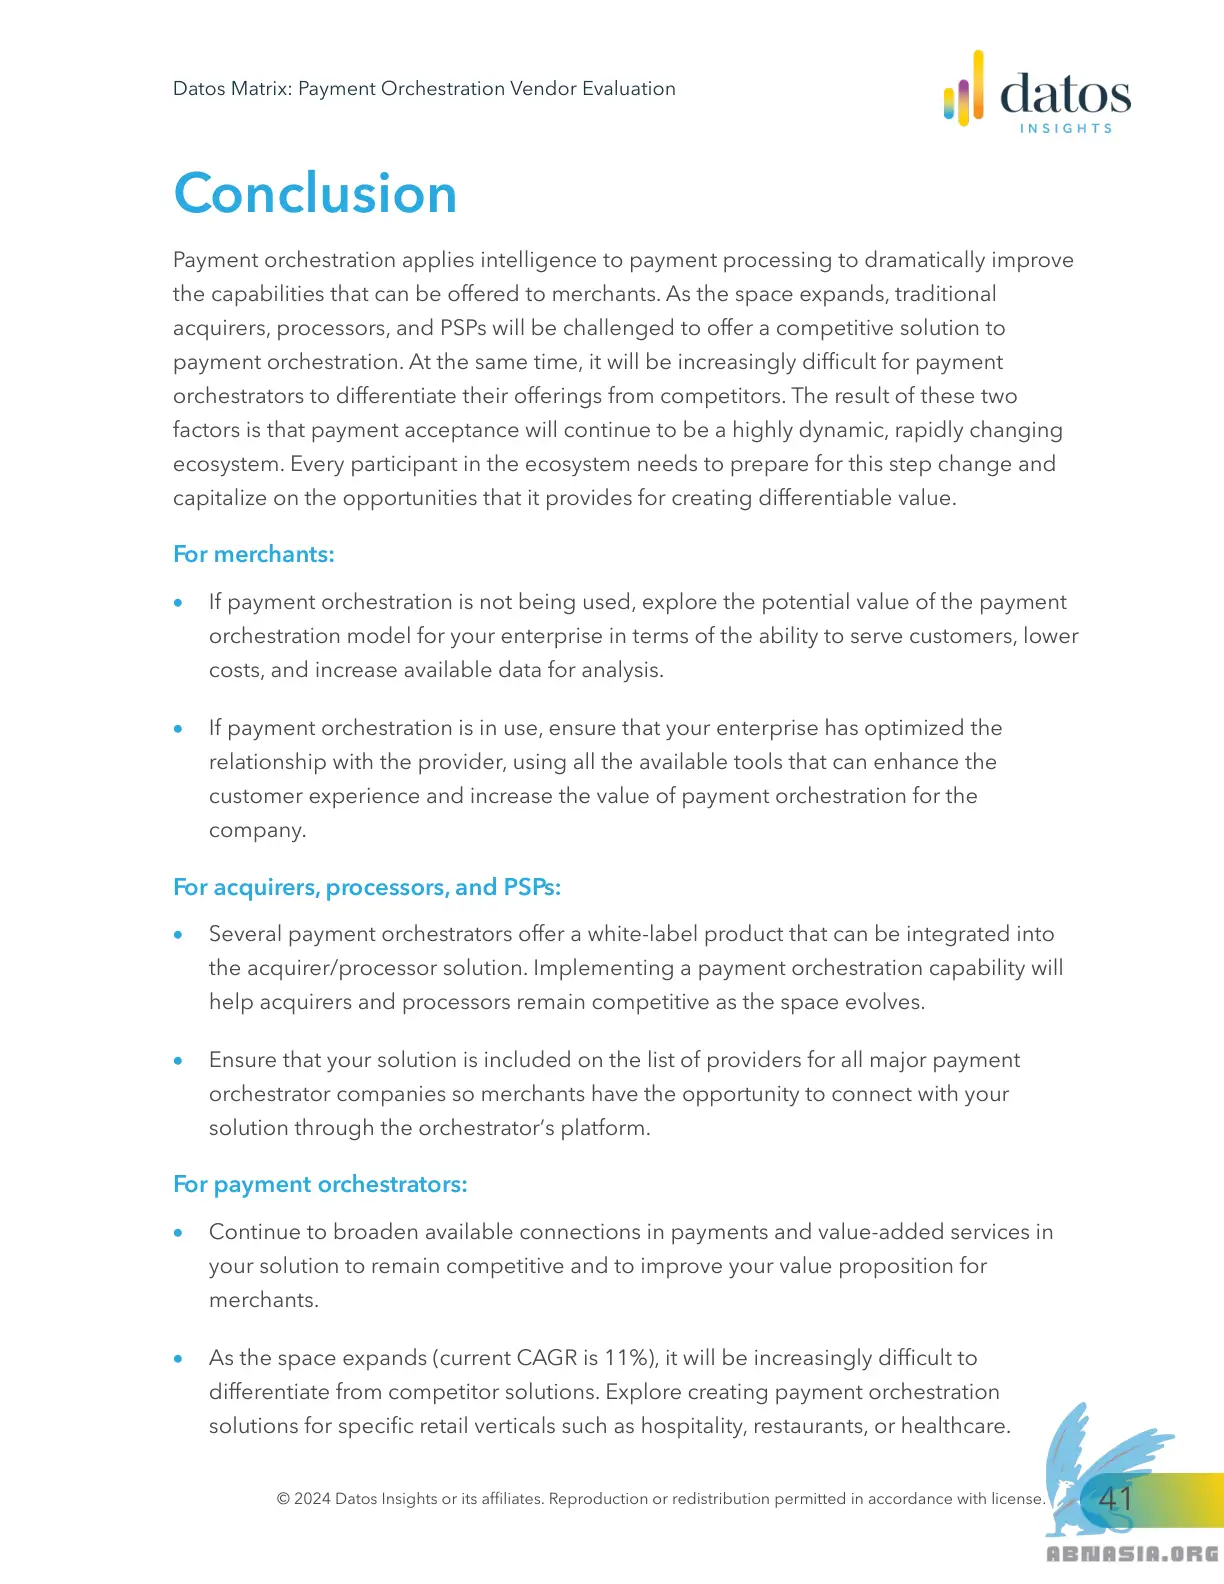 Datos Matrix: Payment Orchestration Vendor Evaluation
datos
INSIGHTS
Conclusion
Payment orchestration applies intelligence to payment processing to dramatically improve
the capabilities that can be offered to merchants. As the space expands, traditional
acquirers, processors, and PSPs will be challenged to offer a competitive solution to
payment orchestration. At the same time, it will be increasingly difficult for payment
orchestrators to differentiate their offerings from competitors. The result of these two
factors is that payment acceptance will continue to be a highly dynamic, rapidly changing
ecosystem. Every participant in the ecosystem needs to prepare for this step change and
capitalize on the opportunities that it provides for creating differentiable value.
For merchants:
• If payment orchestration is not being used, explore the potential value of the payment
orchestration model for your enterprise in terms of the ability to serve customers, lower
costs, and increase available data for analysis.
• If payment orchestration is in use, ensure that your enterprise has optimized the
relationship with the provider, using all the available tools that can enhance the
customer experience and increase the value of payment orchestration for the
company.
For acquirers, processors, and PSPs:
• Several payment orchestrators offer a white-label product that can be integrated into
the acquirer/processor solution. Implementing a payment orchestration capability will
help acquirers and processors remain competitive as the space evolves.
• Ensure that your solution is included on the list of providers for all major payment
orchestrator companies so merchants have the opportunity to connect with your
solution through the orchestrator's platform.
For payment orchestrators:
• Continue to broaden available connections in payments and value-added services in
your solution to remain competitive and to improve your value proposition for
merchants.
• As the space expands (current CAGR is 11%), it will be increasingly difficult to
differentiate from competitor solutions. Explore creating payment orchestration
solutions for specific retail verticals such as hospitality, restaurants, or healthcare.
© 2024 Datos Insights or its affiliates. Reproduction or redistribution permitted in accordance with license.
41
ABNASIA.ORG